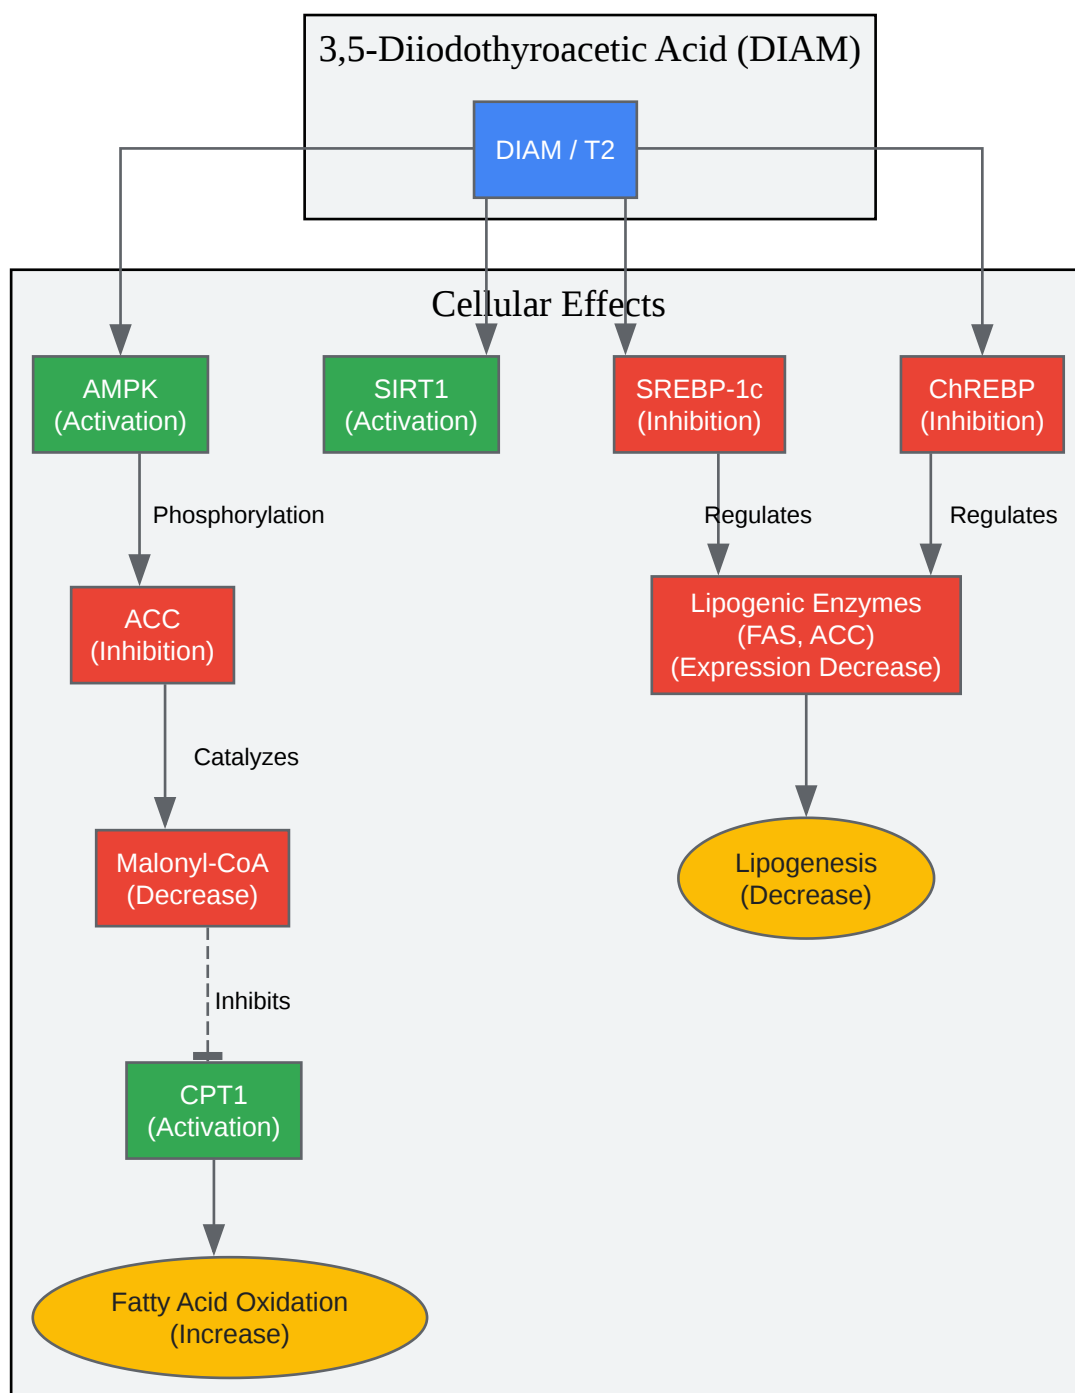 3,5-Diiodothyroacetic Acid (DIAM)
DIAM / T2
Cellular Effects
AMPK
(Activation)
SIRT1
(Activation)
SREBP-1c
(Inhibition)
ChREBP
(Inhibition)
Phosphorylation
Regulates
Regulates
ACC
(Inhibition)
Lipogenic Enzymes
(FAS, ACC)
(Expression Decrease)
Catalyzes
Malonyl-CoA
(Decrease)
Lipogenesis
(Decrease)
Inhibits
CPT1
(Activation)
Fatty Acid Oxidation
(Increase)